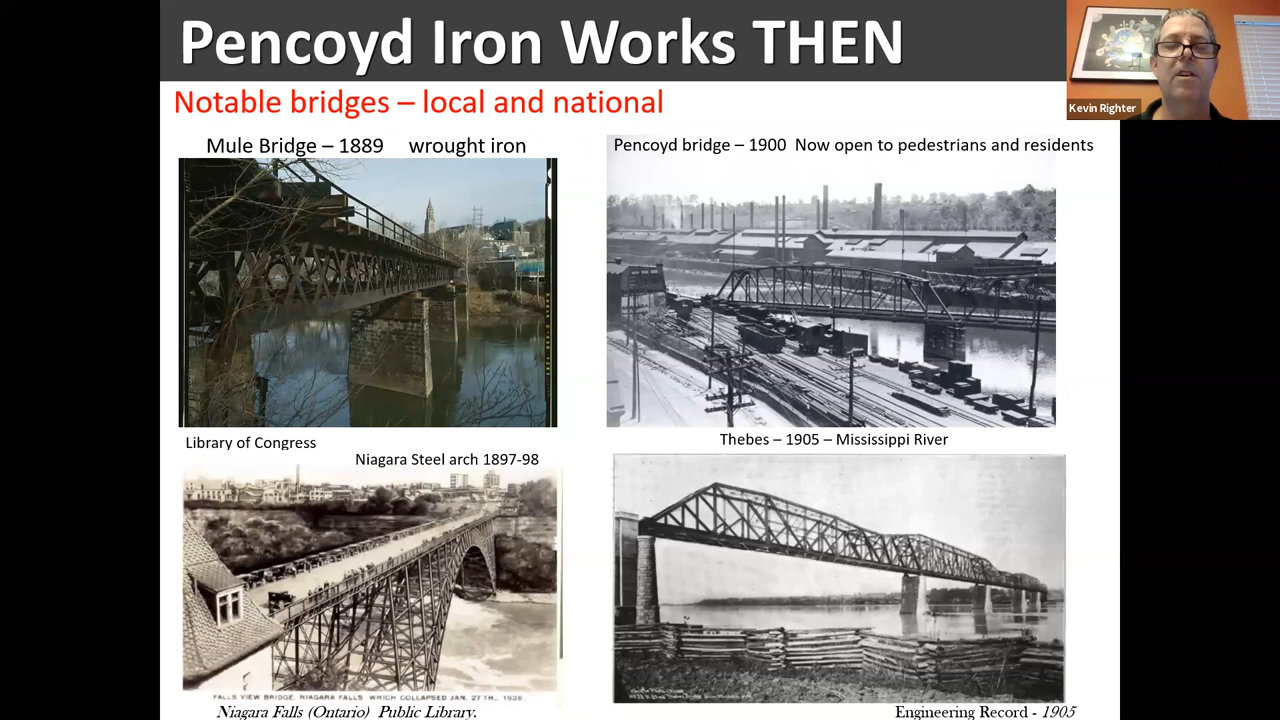 Pencoyd Iron Works THEN
Kevin Righter
Notable bridges – local and national
Mule Bridge – 1889 wrought iron
Pencoyd bridge – 1900 Now open to pedestrians and residents
Library of Congress
Thebes – 1905 – Mississippi River
Niagara Steel arch 1897-98
FALLS VIEW BRIDGE, NIAGARA FALLS, WHICH COLLAPSED JAN. 27TH., 1938.
Niagara Falls (Ontario) Public Library.
Engineering Record - 1905